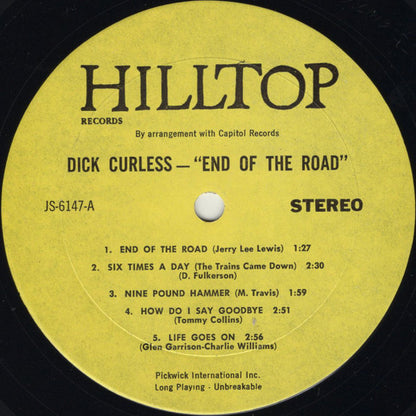 HILLTOP
RECORDS
By arrangement with Capitol Records
DICK CURLESS — “END OF THE ROAD”
JS-6147-A
STEREO
1. END OF THE ROAD (Jerry Lee Lewis) 1:27
2. SIX TIMES A DAY (The Trains Came Down) 2:30
(D. Fulkerson)
3. NINE POUND HAMMER (M. Travis) 1:59
4. HOW DO I SAY GOODBYE 2:51
(Tommy Collins)
5. LIFE GOES ON 2:56
(Glen Garrison-Charlie Williams)
Pickwick International Inc.
Long Playing · Unbreakable